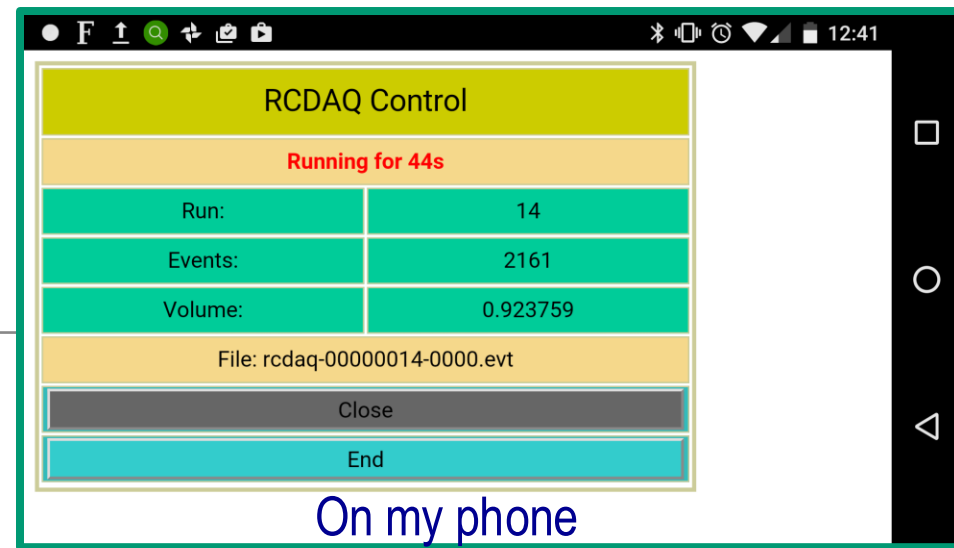 F 12:41
RCDAQ Control
Running for 44s
Run: 14
Events: 2161
Volume: 0.923759
File: rcdaq-00000014-0000.evt
Close
End
On my phone